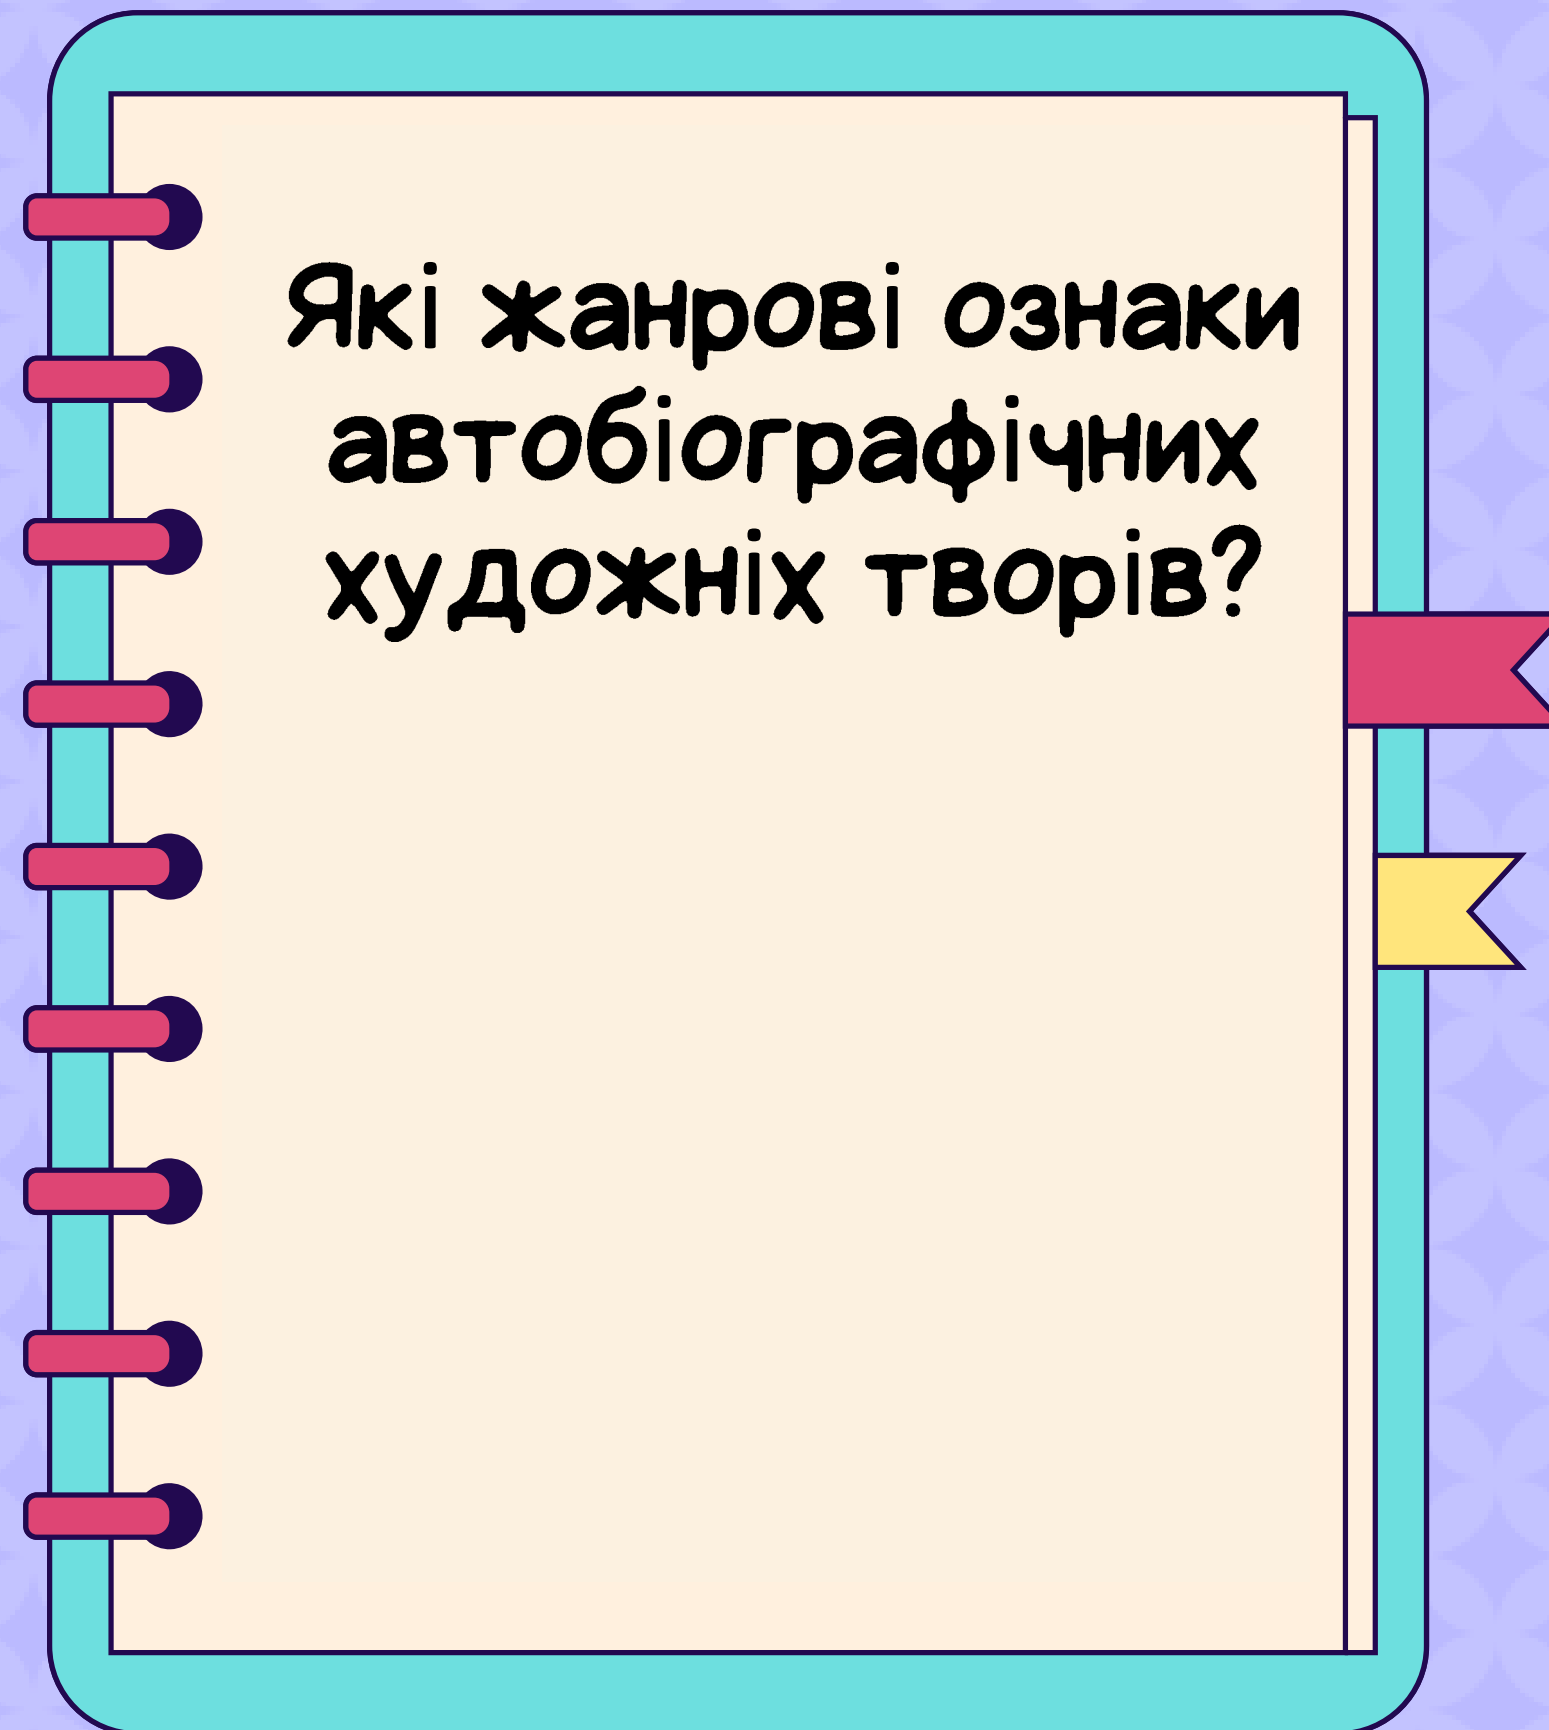 Які жанрові ознаки
автобіографічних
художніх творів?